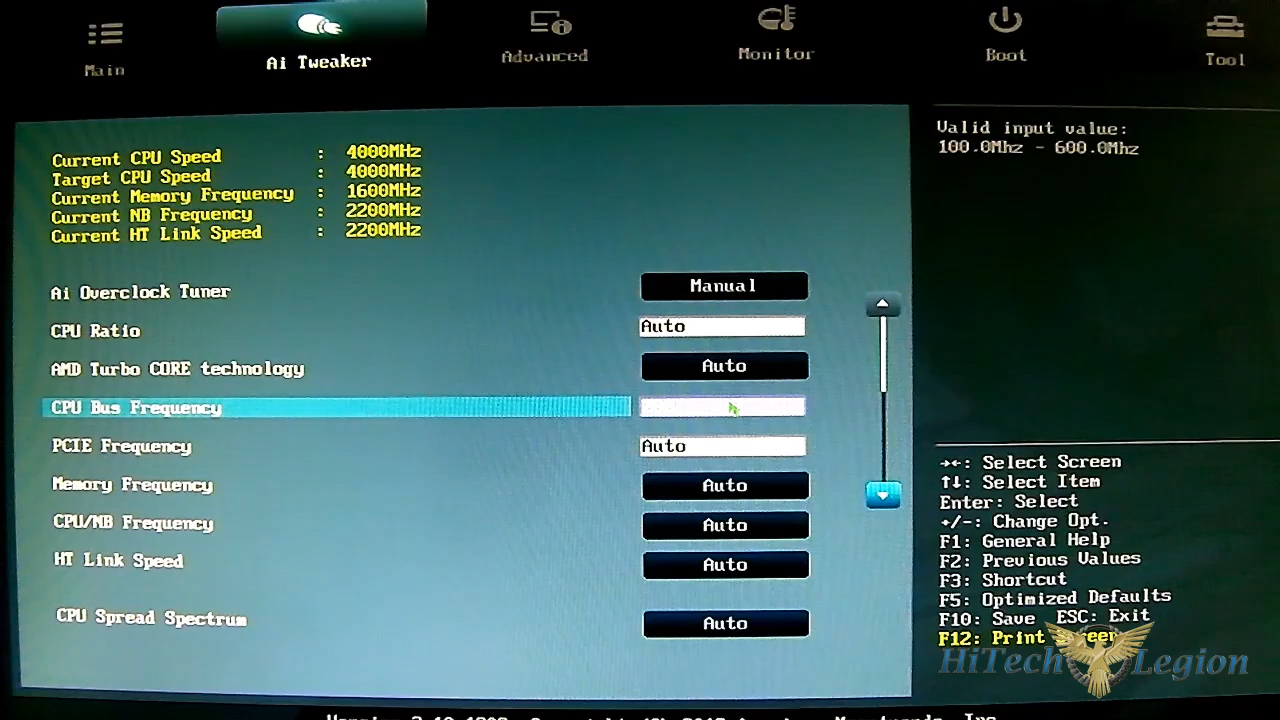 Main
Ai Tweaker
Advanced
Monitor
Boot
Tool
Current CPU Speed : 4000MHz
Target CPU Speed : 4000MHz
Current Memory Frequency : 1600MHz
Current NB Frequency : 2200MHz
Current HT Link Speed : 2200MHz
Ai Overclock Tuner Manual
CPU Ratio Auto
AMD Turbo CORE technology Auto
CPU Bus Frequency
PCIE Frequency Auto
Memory Frequency Auto
CPU/NB Frequency Auto
HT Link Speed Auto
CPU Spread Spectrum Auto
Valid input value:
100.0Mhz - 600.0Mhz
→←: Select Screen
↑↓: Select Item
Enter: Select
+/-: Change Opt.
F1: General Help
F2: Previous Values
F3: Shortcut
F5: Optimized Defaults
F10: Save ESC: Exit
F12: Print Screen
HiTech Legion